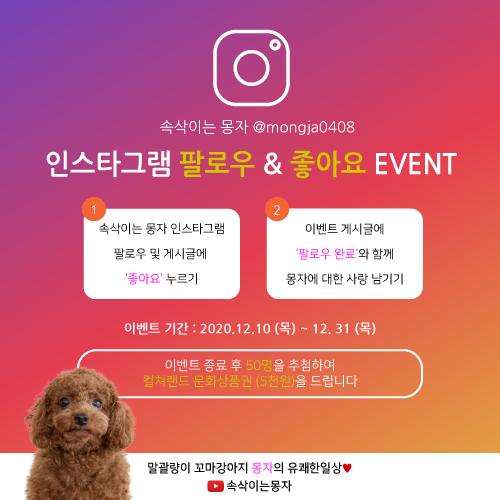 속삭이는 몽자 @mongja0408
인스타그램 팔로우 & 좋아요 EVENT
1
속삭이는 몽자 인스타그램
팔로우 및 게시글에
'좋아요' 누르기
2
이벤트 게시글에
'팔로우 완료'와 함께
몽자에 대한 사랑 남기기
이벤트 기간 : 2020.12.10 (목) ~ 12. 31 (목)
이벤트 종료 후 50명을 추첨하여
컬쳐랜드 문화상품권 (5천원)을 드립니다
말괄량이 꼬마강아지 몽자의 유쾌한일상♥
속삭이는몽자